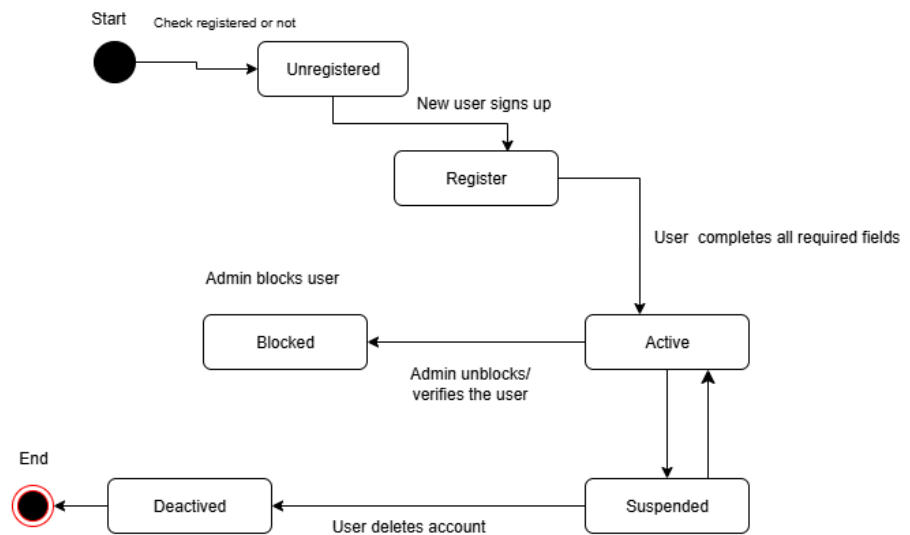 Start
Check registered or not
Unregistered
New user signs up
Register
User completes all required fields
Admin blocks user
Blocked
Active
Admin unblocks/
verifies the user
End
Deactived
Suspended
User deletes account